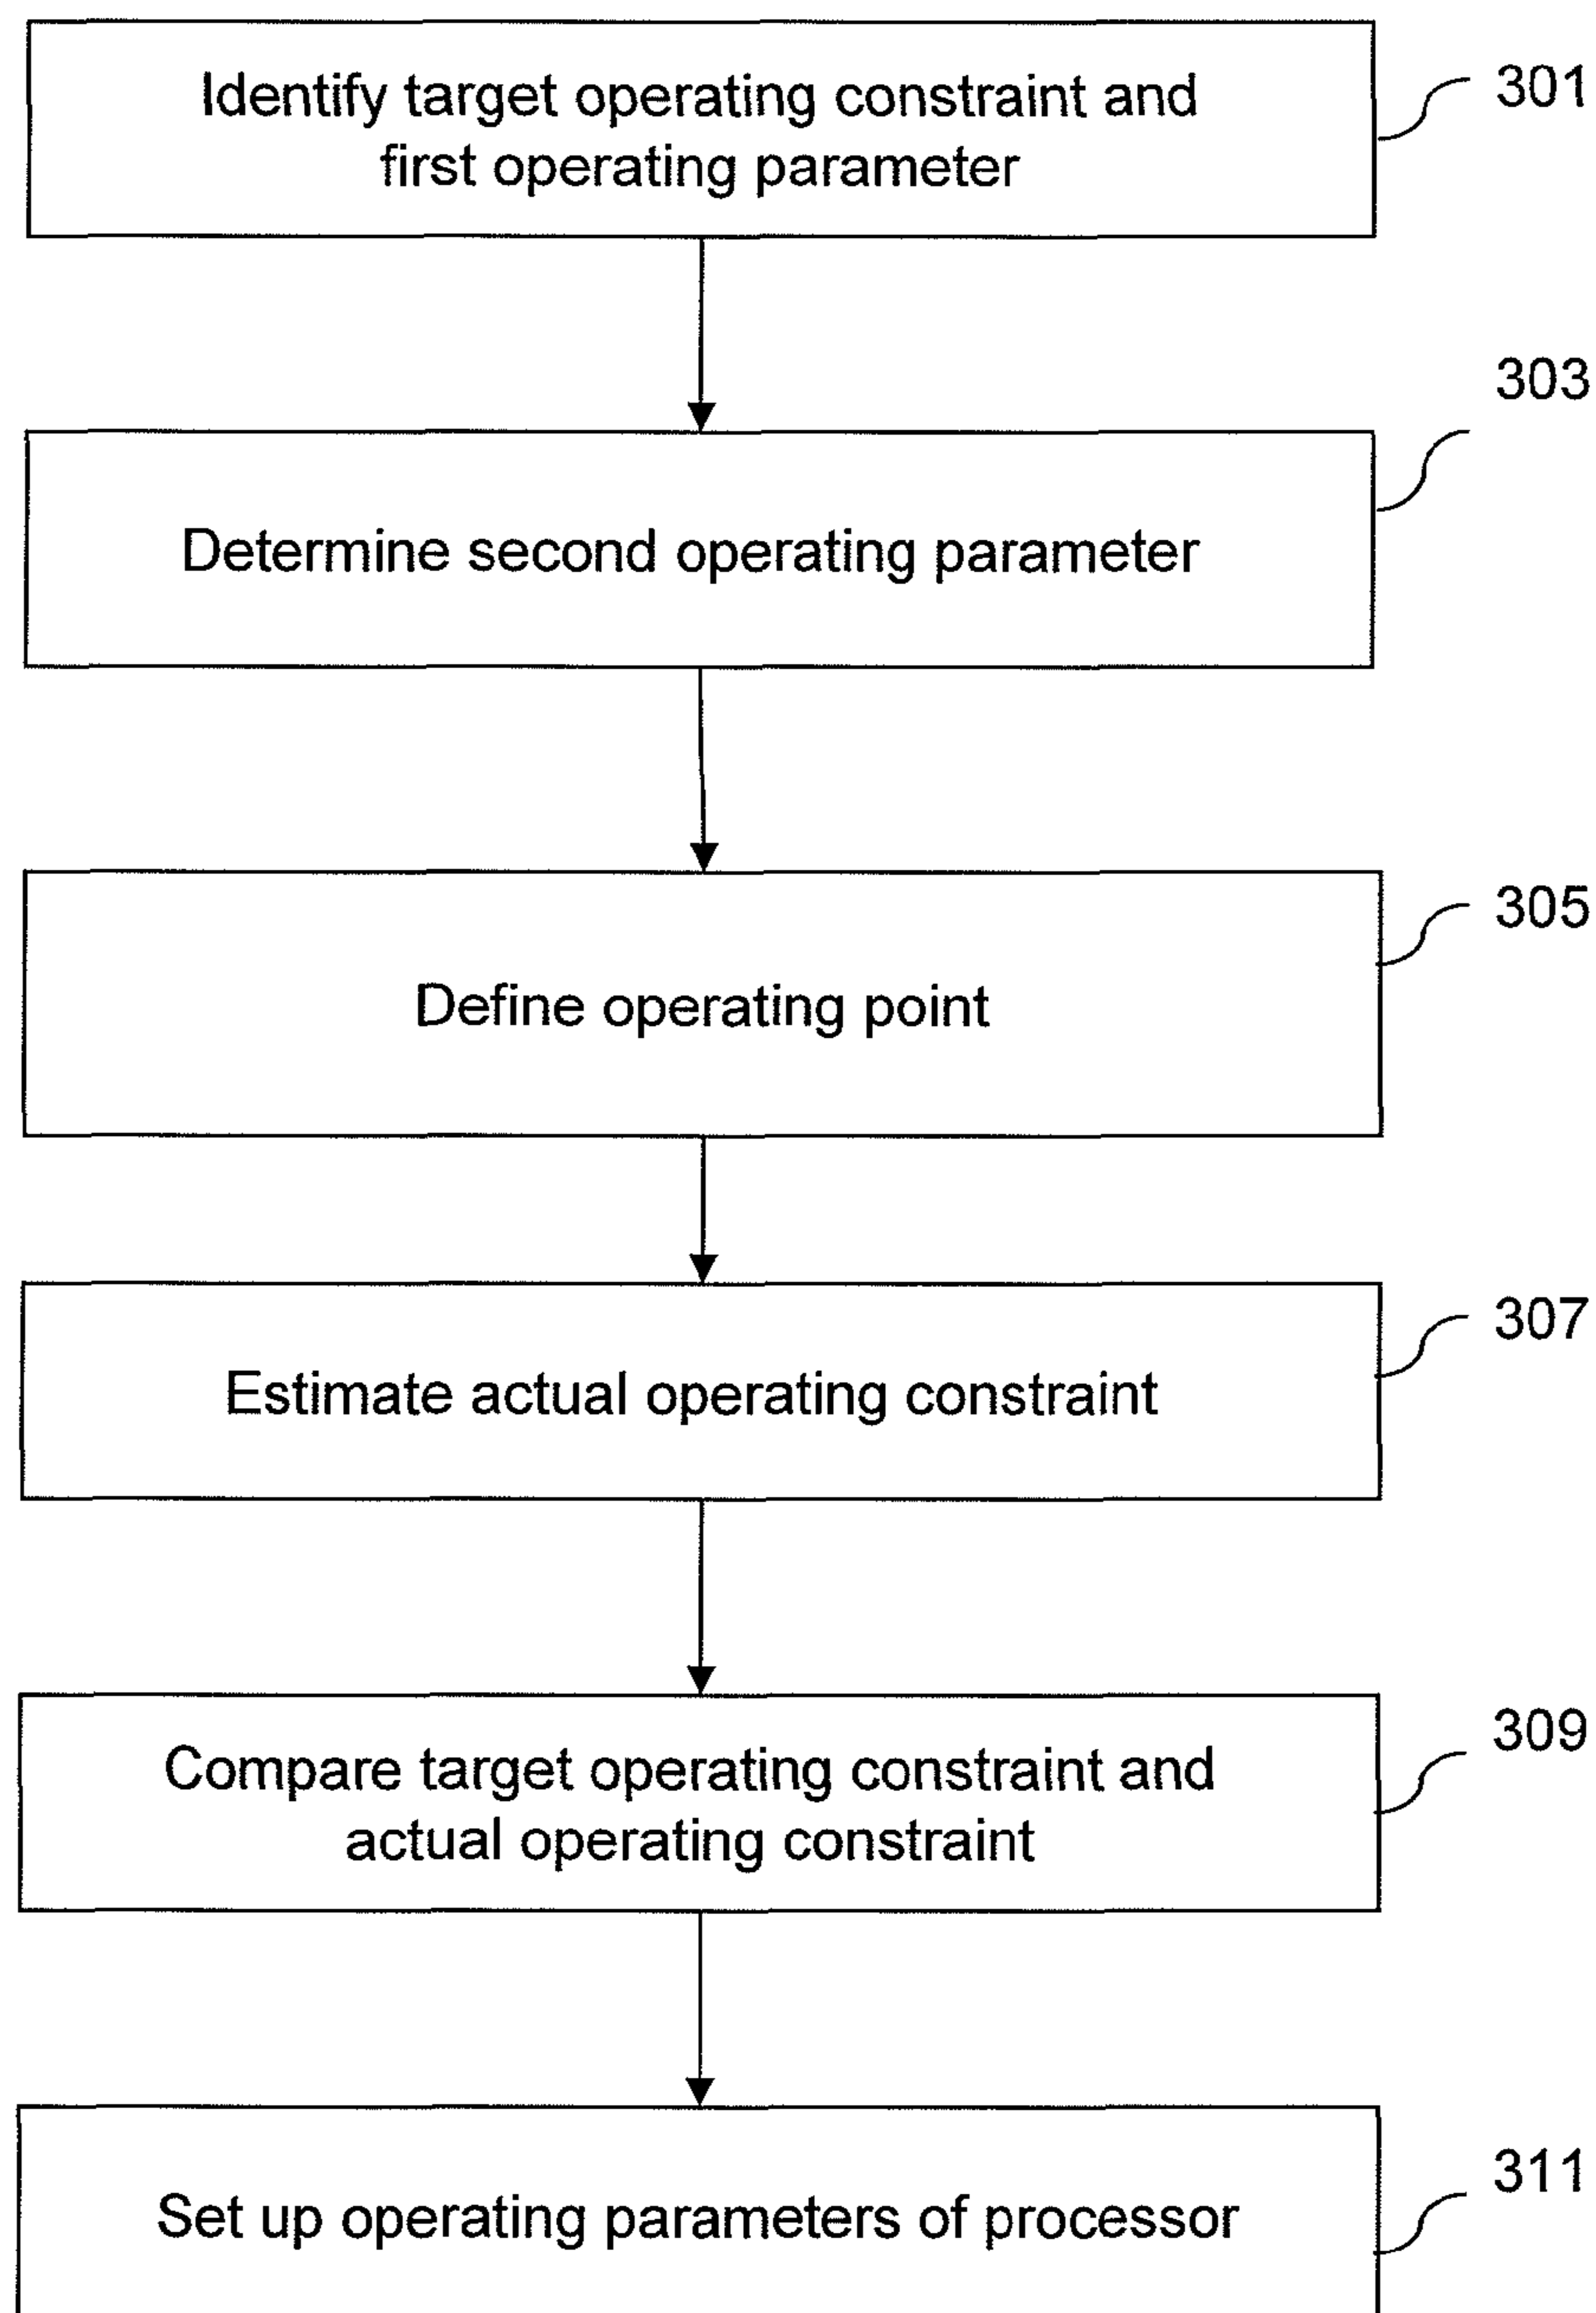 Identify target operating constraint and
first operating parameter
301
303
Determine second operating parameter
305
Define operating point
307
Estimate actual operating constraint
309
Compare target operating constraint and
actual operating constraint
311
Set up operating parameters of processor